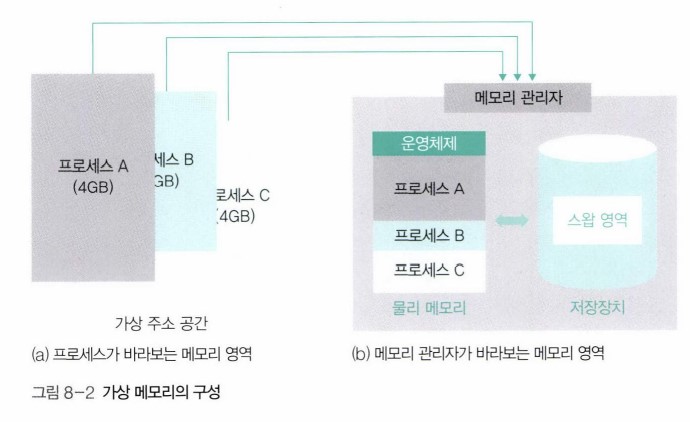 프로세스 A
(4GB)
세스 B
GB)
로세스 C
(4GB)
가상 주소 공간
(a) 프로세스가 바라보는 메모리 영역
메모리 관리자
운영체제
프로세스 A
프로세스 B
프로세스 C
물리 메모리
스왑 영역
저장장치
(b) 메모리 관리자가 바라보는 메모리 영역
그림 8-2 가상 메모리의 구성